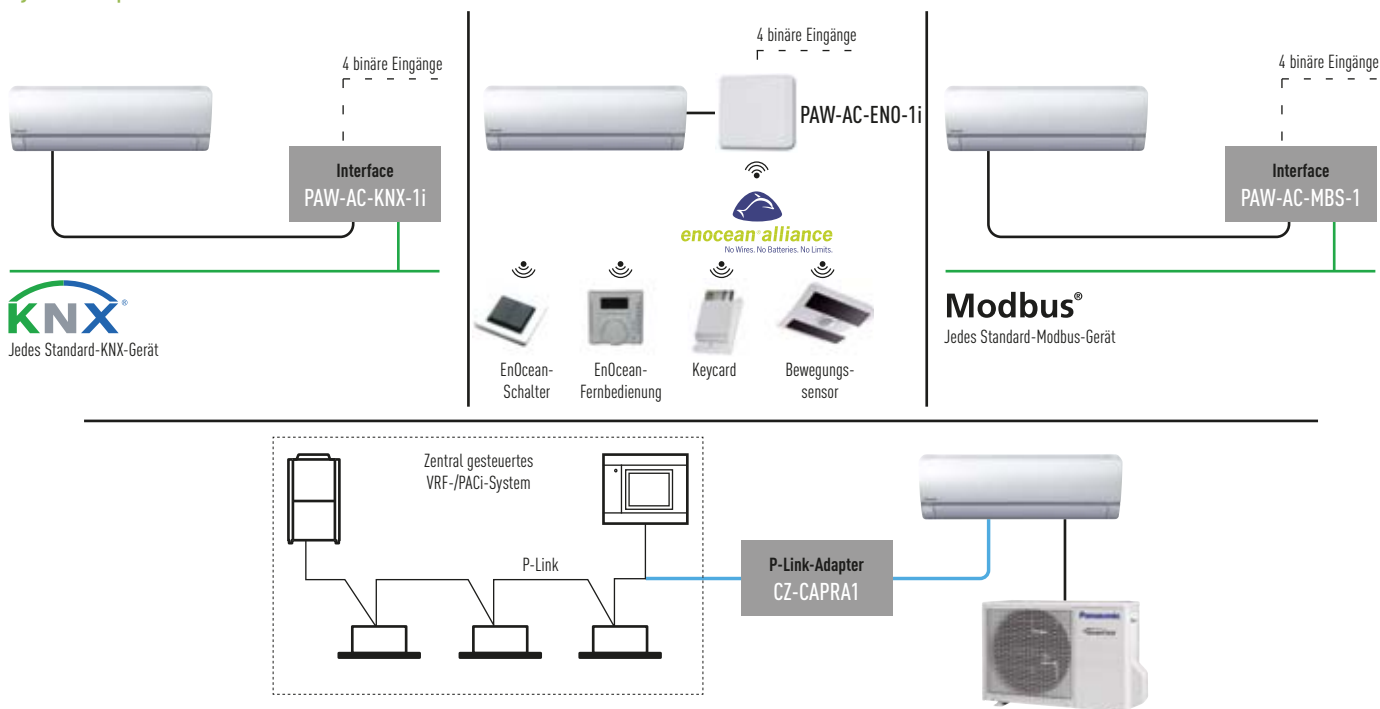 4 binäre Eingänge
Interface
PAW-AC-KNX-1i
KNX®
Jedes Standard-KNX-Gerät
4 binäre Eingänge
PAW-AC-ENO-1i
enocean® alliance
No Wires. No Batteries. No Limits.
EnOcean-
Schalter
EnOcean-
Fernbedienung
Keycard
Bewegungs-
sensor
4 binäre Eingänge
Interface
PAW-AC-MBS-1
Modbus®
Jedes Standard-Modbus-Gerät
Zentral gesteuertes
VRF-/PACi-System
P-Link
P-Link-Adapter
CZ-CAPRA1
Panasonic